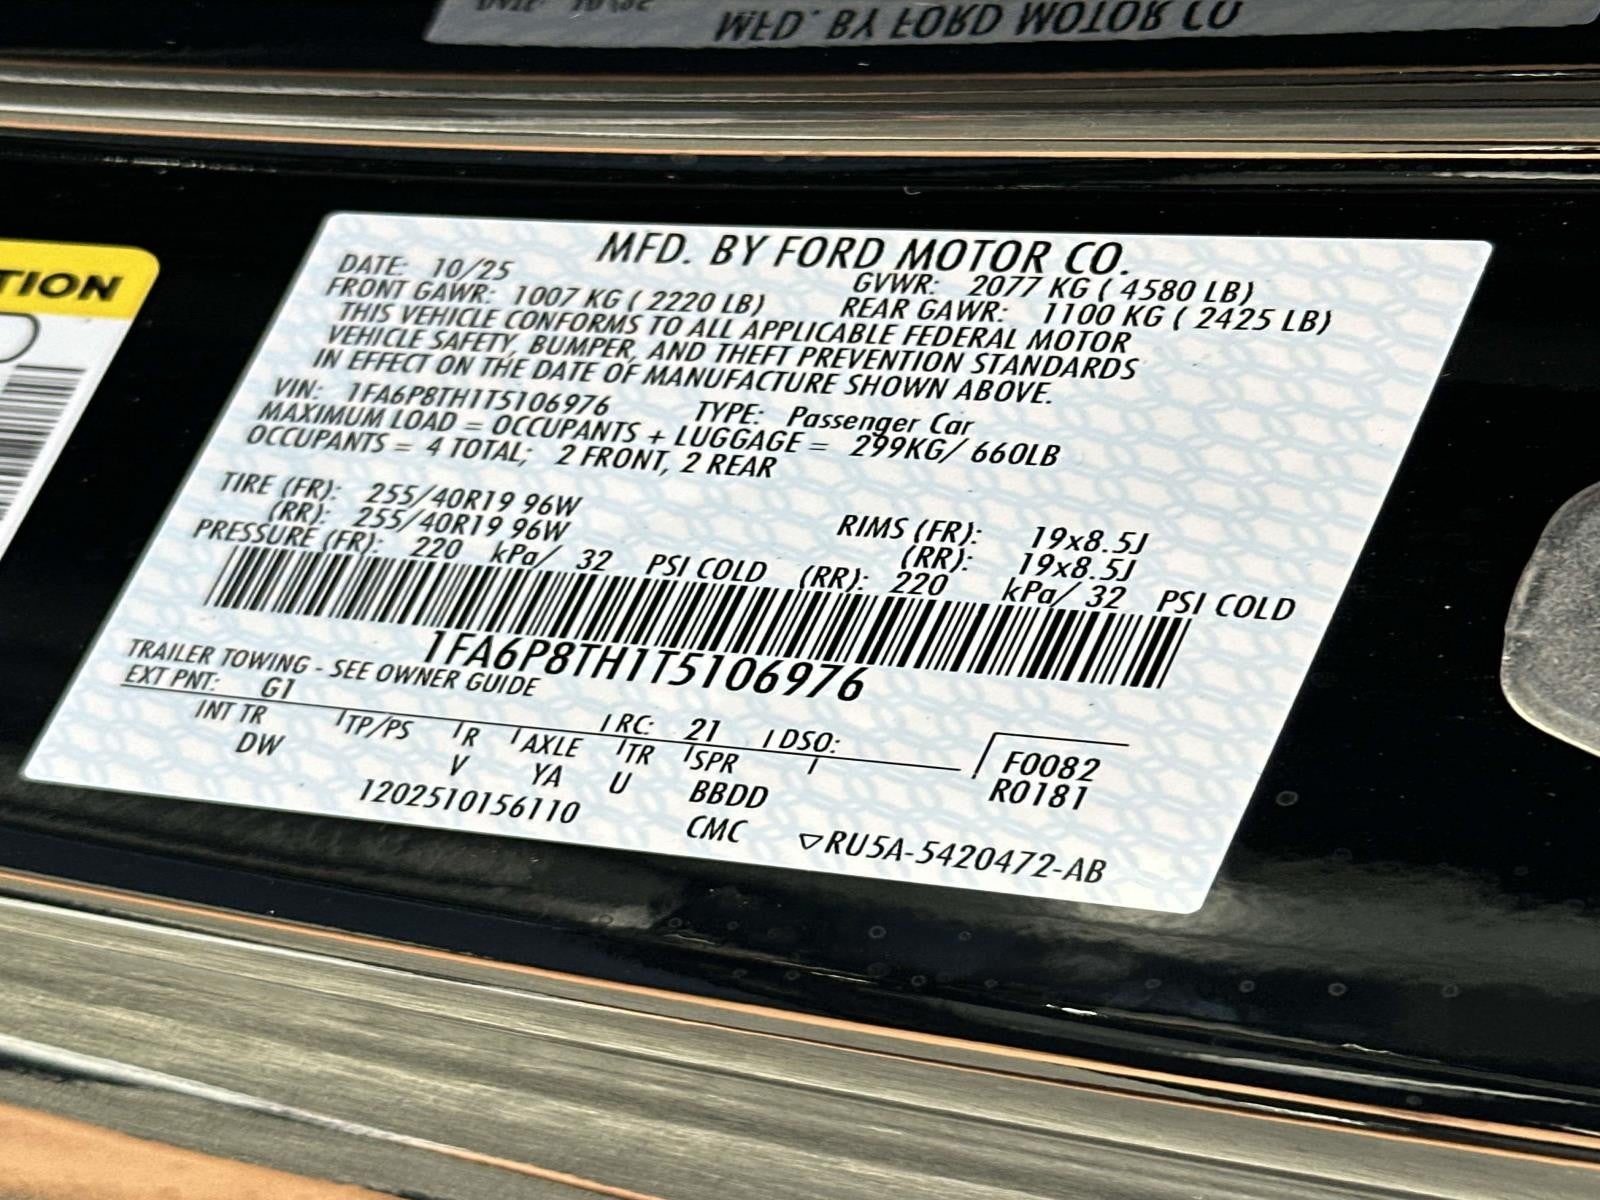 MFD. BY FORD MOTOR CO
TION
MFD. BY FORD MOTOR CO.
DATE: 10/25 GVWR: 2077 KG ( 4580 LB)
FRONT GAWR: 1007 KG ( 2220 LB) REAR GAWR: 1100 KG ( 2425 LB)
THIS VEHICLE CONFORMS TO ALL APPLICABLE FEDERAL MOTOR
VEHICLE SAFETY, BUMPER, AND THEFT PREVENTION STANDARDS
IN EFFECT ON THE DATE OF MANUFACTURE SHOWN ABOVE.
VIN: 1FA6P8TH1T5106976 TYPE: Passenger Car
MAXIMUM LOAD = OCCUPANTS + LUGGAGE = 299KG/ 660LB
OCCUPANTS = 4 TOTAL; 2 FRONT, 2 REAR
TIRE (FR): 255/40R19 96W RIMS (FR): 19x8.5J
(RR): 255/40R19 96W (RR): 19x8.5J
PRESSURE (FR): 220 kPa/ 32 PSI COLD (RR): 220 kPa/ 32 PSI COLD
1FA6P8TH1T5106976
TRAILER TOWING - SEE OWNER GUIDE
EXT PNT: G1 RC: 21 DSO: F0082
INT TR TP/PS R AXLE TR SPR R0181
DW V YA U BBDD
1202510156110 CMC RU5A-5420472-AB